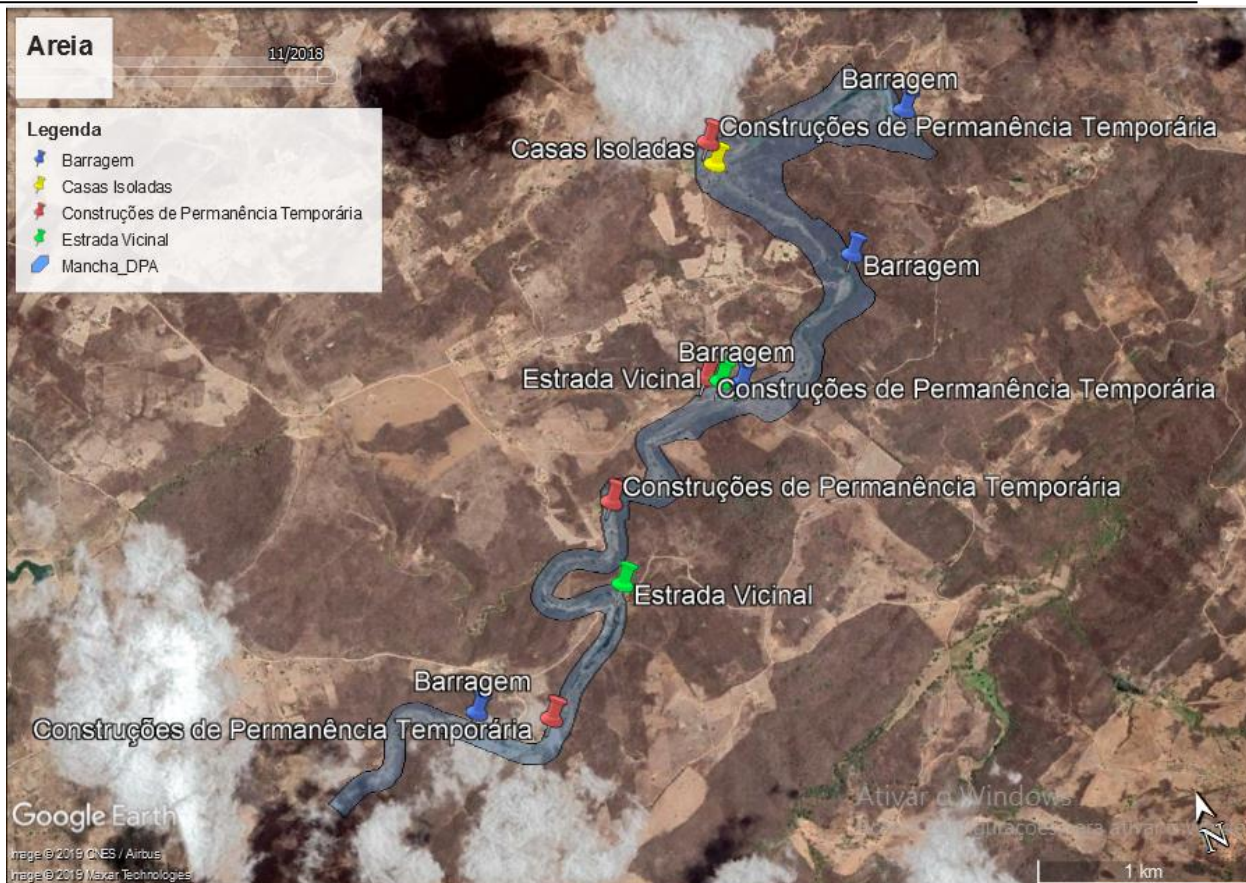 Areia
11/2018
Legenda
Barragem
Casas Isoladas
Construções de Permanência Temporária
Estrada Vicinal
Mancha_DPA
Barragem
Construções de Permanência Temporária
Casas Isoladas
Barragem
Barragem
Estrada Vicinal
Construções de Permanência Temporária
Construções de Permanência Temporária
Estrada Vicinal
Barragem
Construções de Permanência Temporária
Google Earth
Ativar o Windows
Image © 2019 CNES / Airbus
Image © 2019 Maxar Technologies
N
1 km